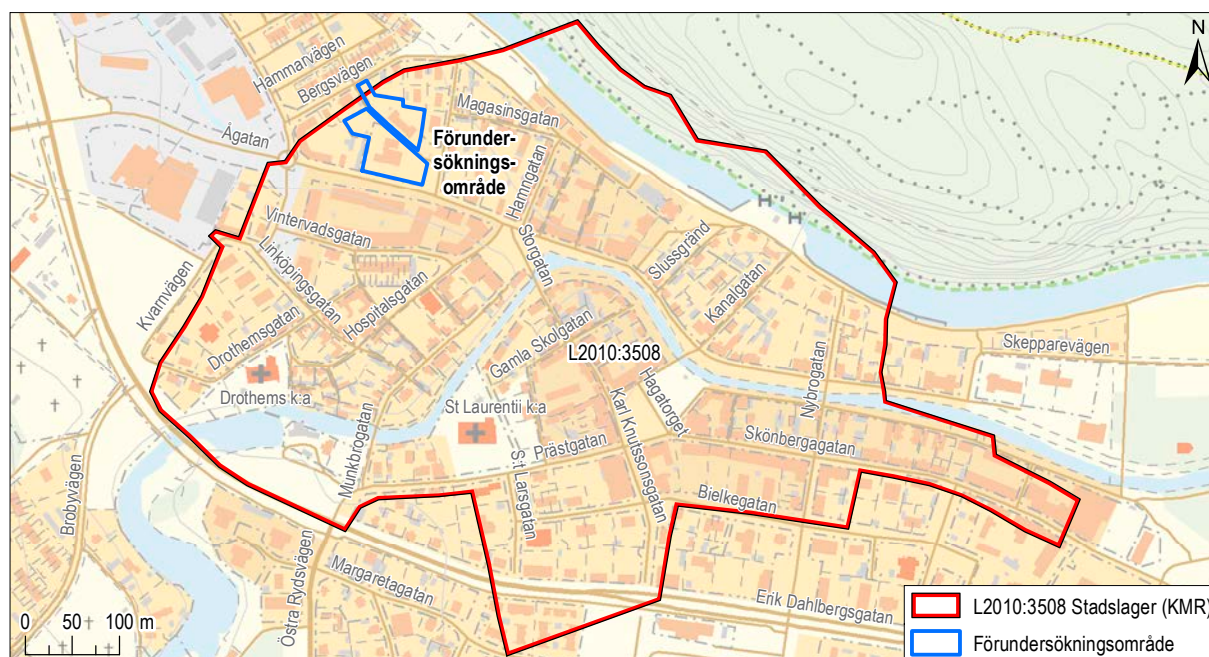 N
Hammarvägen
Bergsvägen
Magasinsgatan
Ågatan
Förunder-
söknings-
område
Hamngatan
Vintervadsgatan
Storgatan
Slussgränd
Linköpingsgatan
Kanalgatan
Kvarnvägen
Hospitalsgatan
Drothemsgatan
Gamla Skolgatan
L2010:3508
Skepparevägen
Nybrogatan
Hagatorget
Drothems k:a
St Laurentii k:a
Karl Knutssonsgatan
Skönbergagatan
Prästgatan
Munkbrogatan
S:t Larsgatan
Bielkegatan
Brobyvägen
Östra Rydsvägen
Margaretagatan
Erik Dahlbergsgatan
0 50 100 m
L2010:3508 Stadslager (KMR)
Förundersökningsområde